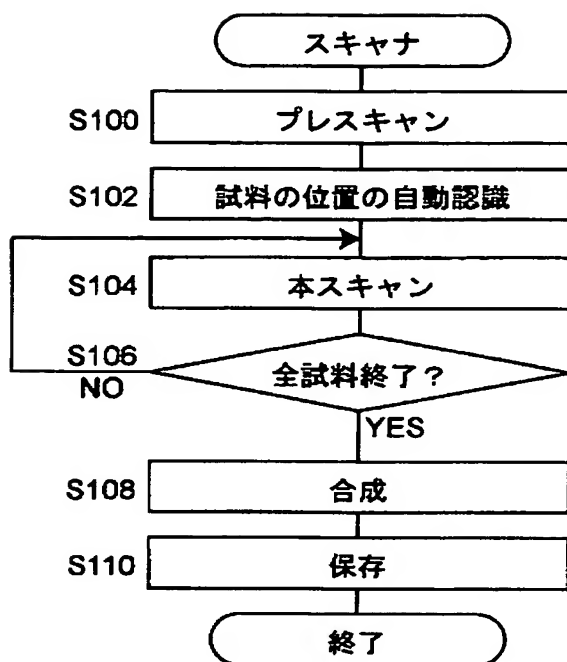 スキャナ
S100
プレスキャン
S102
試料の位置の自動認識
S104
本スキャン
S106
NO
全試料終了？
YES
S108
合成
S110
保存
終了